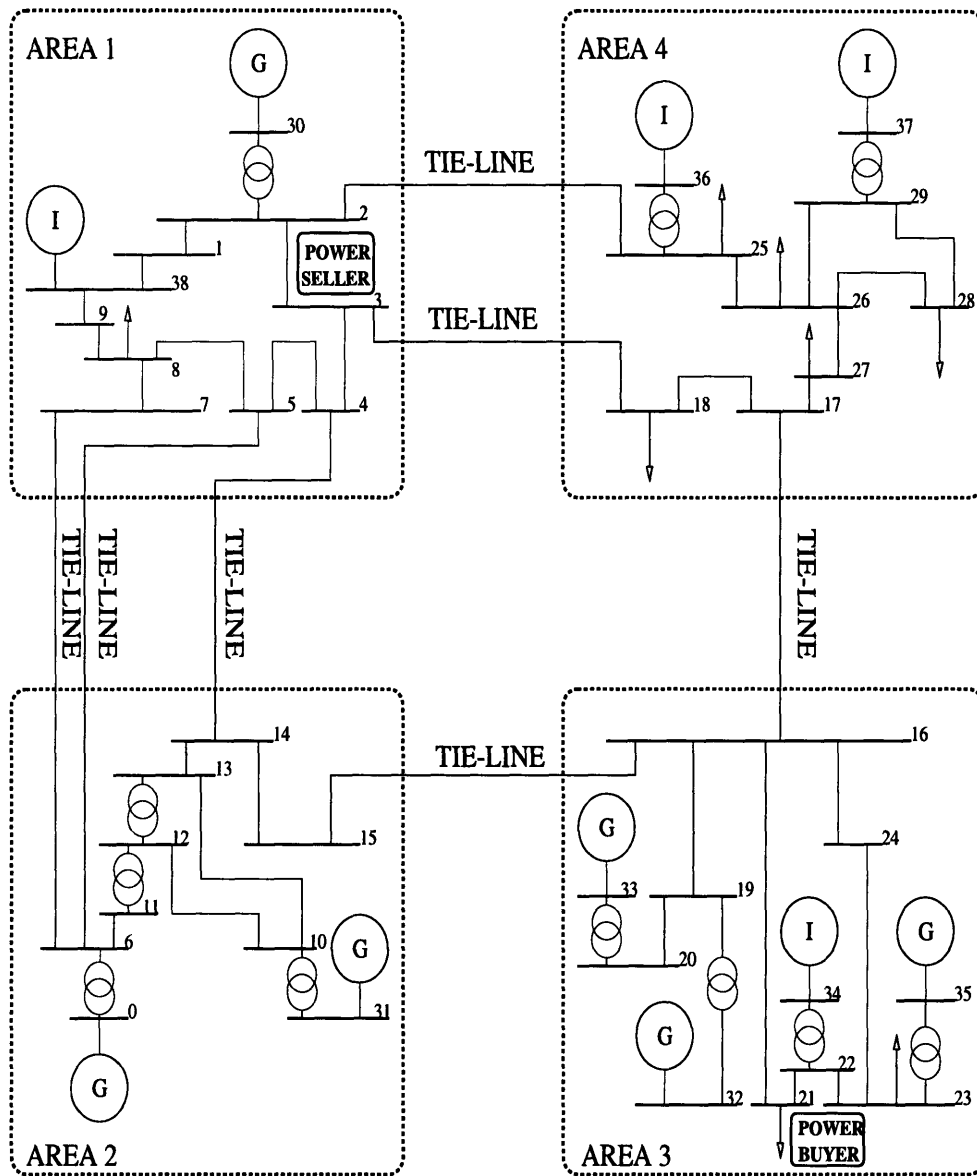 AREA 1
G
30
I
2
1
POWER
SELLER
38
3
9
8
7
5
4
TIE-LINE
TIE-LINE
AREA 4
I
I
37
36
29
25
26
28
27
18
17
TIE-LINE
TIE-LINE
TIE-LINE
TIE-LINE
14
13
12
15
11
6
10
G
0
31
G
AREA 2
TIE-LINE
16
24
G
33
19
20
I
G
34
35
G
22
32
21
23
POWER
BUYER
AREA 3